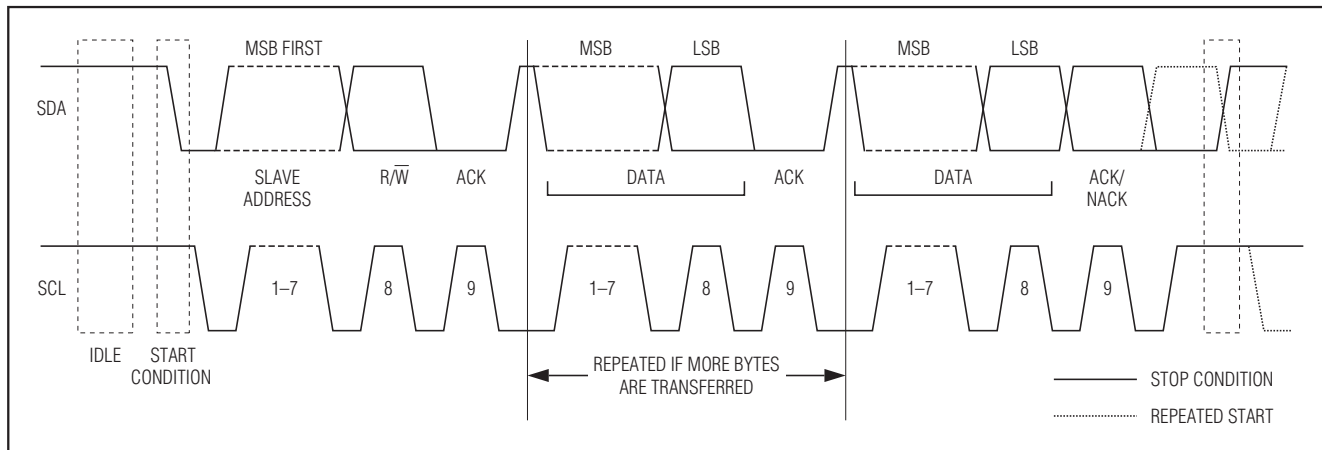 MSB FIRST
MSB
LSB
MSB
LSB
SDA
SLAVE
ADDRESS
R/W̅
ACK
DATA
ACK
DATA
ACK/
NACK
SCL
1–7
8
9
1–7
8
9
1–7
8
9
IDLE
START
CONDITION
REPEATED IF MORE BYTES
ARE TRANSFERRED
STOP CONDITION
REPEATED START